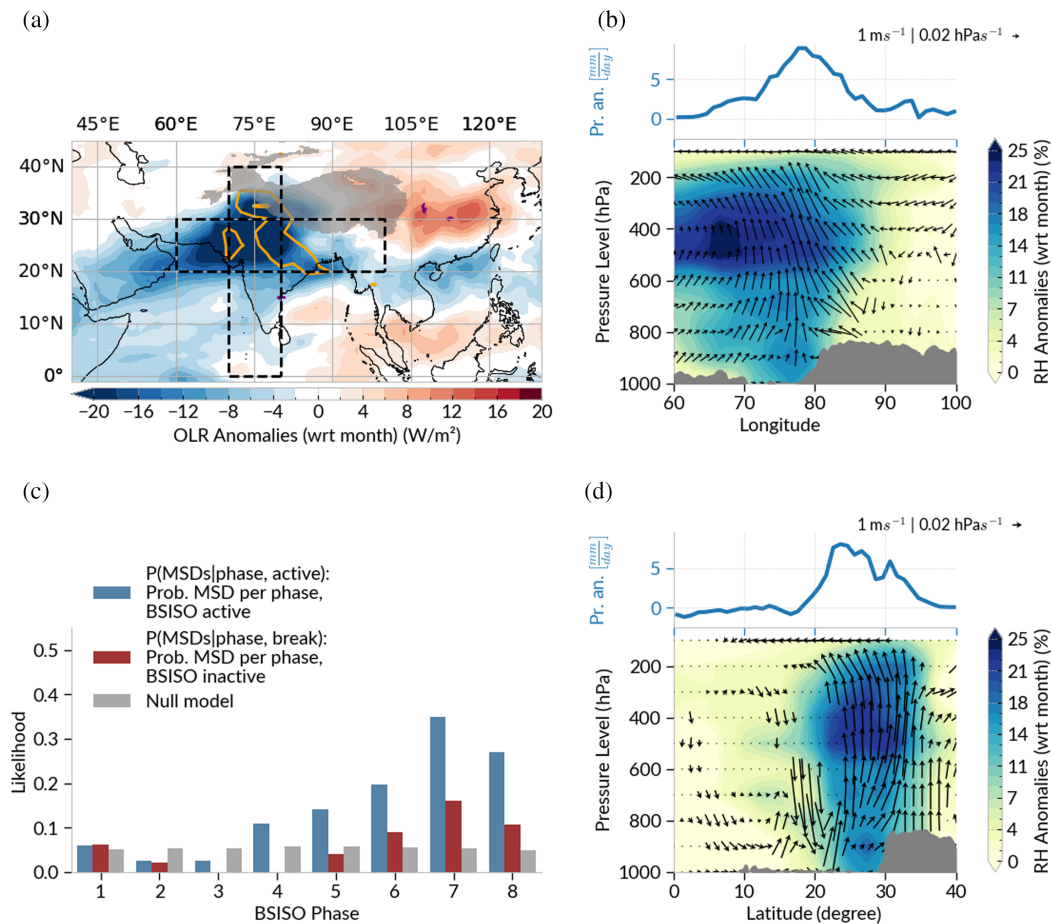 (a)
45°E 60°E 75°E 90°E 105°E 120°E
40°N
30°N
20°N
10°N
0°
−20 −16 −12 −8 −4 0 4 8 12 16 20
OLR Anomalies (wrt month) (W/m²)
(b)
1 ms⁻¹ | 0.02 hPas⁻¹
Pr. an. [mm/day]
5
0
Pressure Level (hPa)
200
400
600
800
1000
60 70 80 90 100
Longitude
25
21
18
14
11
7
4
0
RH Anomalies (wrt month) (%)
(c)
P(MSDs|phase, active):
Prob. MSD per phase,
BSISO active
P(MSDs|phase, break):
Prob. MSD per phase,
BSISO inactive
Null model
Likelihood
0.5
0.4
0.3
0.2
0.1
0.0
1 2 3 4 5 6 7 8
BSISO Phase
(d)
1 ms⁻¹ | 0.02 hPas⁻¹
Pr. an. [mm/day]
5
0
Pressure Level (hPa)
200
400
600
800
1000
0 10 20 30 40
Latitude (degree)
25
21
18
14
11
7
4
0
RH Anomalies (wrt month) (%)